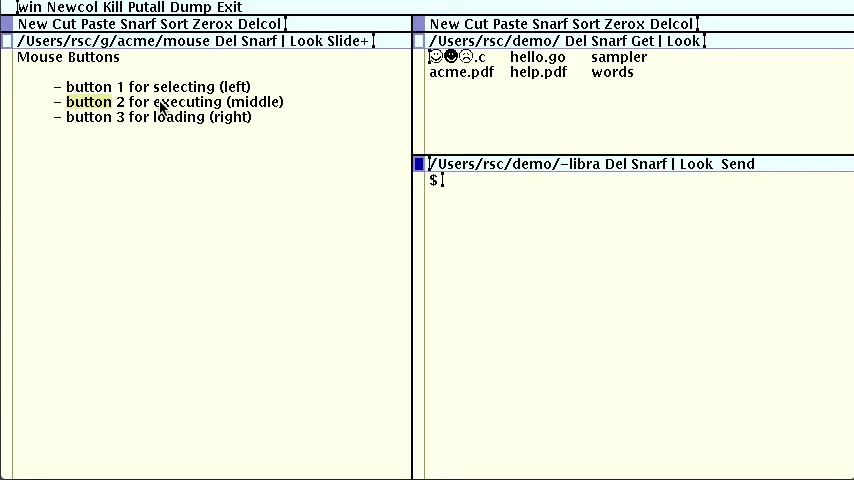 win Newcol Kill Putall Dump Exit
New Cut Paste Snarf Sort Zerox Delcol
/Users/rsc/g/acme/mouse Del Snarf | Look Slide+
Mouse Buttons
– button 1 for selecting (left)
– button 2 for executing (middle)
– button 3 for loading (right)
New Cut Paste Snarf Sort Zerox Delcol
/Users/rsc/demo/ Del Snarf Get | Look
☺☻☹.c hello.go sampler
acme.pdf help.pdf words
/Users/rsc/demo/-libra Del Snarf | Look Send
$